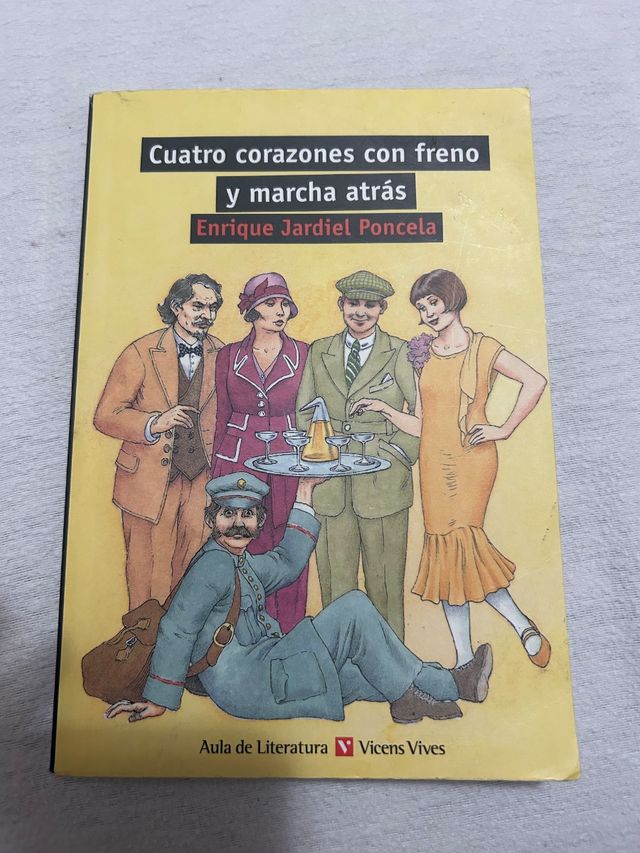 Cuatro corazones con freno
y marcha atrás
Enrique Jardiel Poncela
Aula de Literatura V Vicens Vives